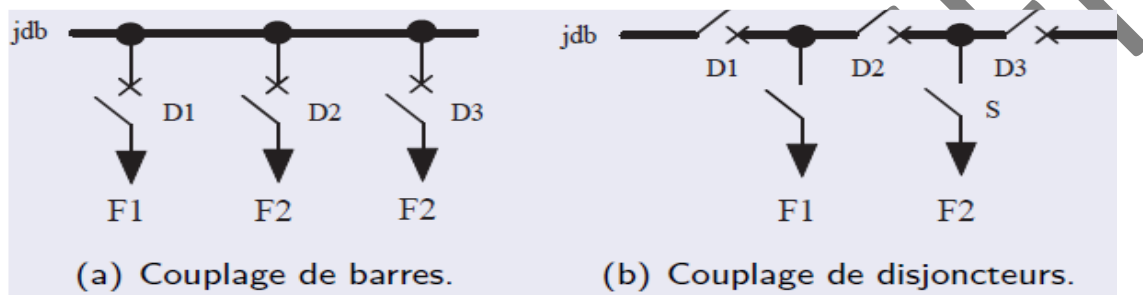 jdb
D1 D2 D3
F1 F2 F2
(a) Couplage de barres.
jdb
D1 D2 D3
S
F1 F2
(b) Couplage de disjoncteurs.